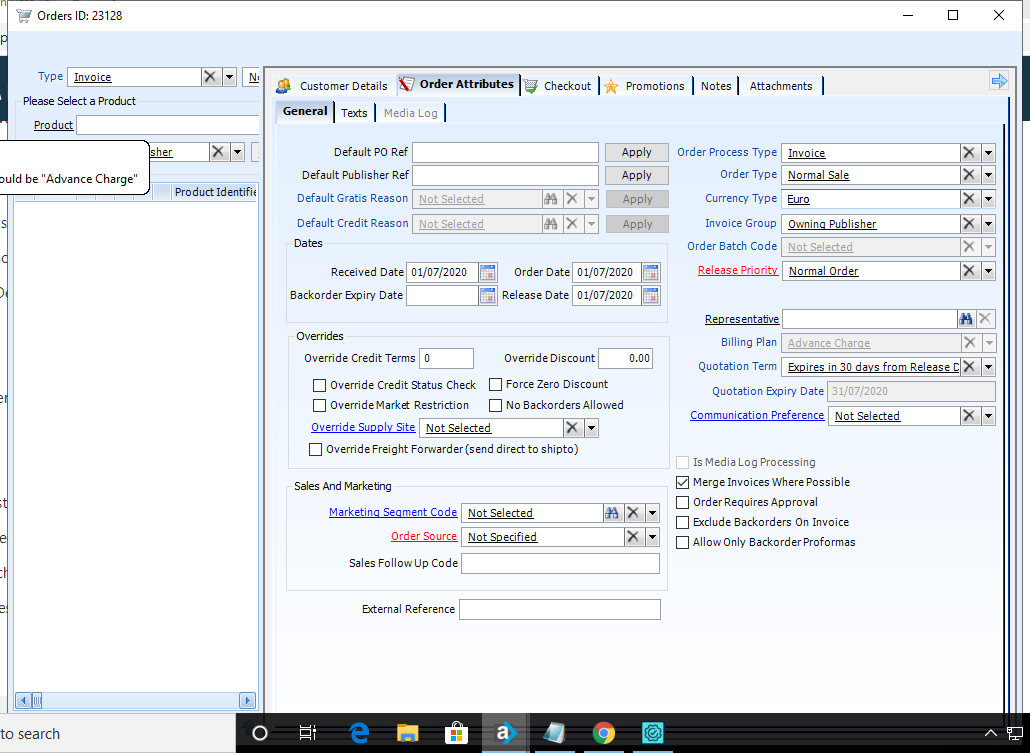 Orders ID: 23128
Type Invoice
Please Select a Product
Product
sher
ould be "Advance Charge"
Product Identifie
Customer Details Order Attributes Checkout Promotions Notes Attachments
General Texts Media Log
Default PO Ref Apply
Default Publisher Ref Apply
Default Gratis Reason Not Selected Apply
Default Credit Reason Not Selected Apply
Dates
Received Date 01/07/2020 Order Date 01/07/2020
Backorder Expiry Date Release Date 01/07/2020
Overrides
Override Credit Terms 0 Override Discount 0.00
Override Credit Status Check Force Zero Discount
Override Market Restriction No Backorders Allowed
Override Supply Site Not Selected
Override Freight Forwarder (send direct to shipto)
Sales And Marketing
Marketing Segment Code Not Selected
Order Source Not Specified
Sales Follow Up Code
External Reference
Order Process Type Invoice
Order Type Normal Sale
Currency Type Euro
Invoice Group Owning Publisher
Order Batch Code Not Selected
Release Priority Normal Order
Representative
Billing Plan Advance Charge
Quotation Term Expires in 30 days from Release D
Quotation Expiry Date 31/07/2020
Communication Preference Not Selected
Is Media Log Processing
Merge Invoices Where Possible
Order Requires Approval
Exclude Backorders On Invoice
Allow Only Backorder Proformas
to search